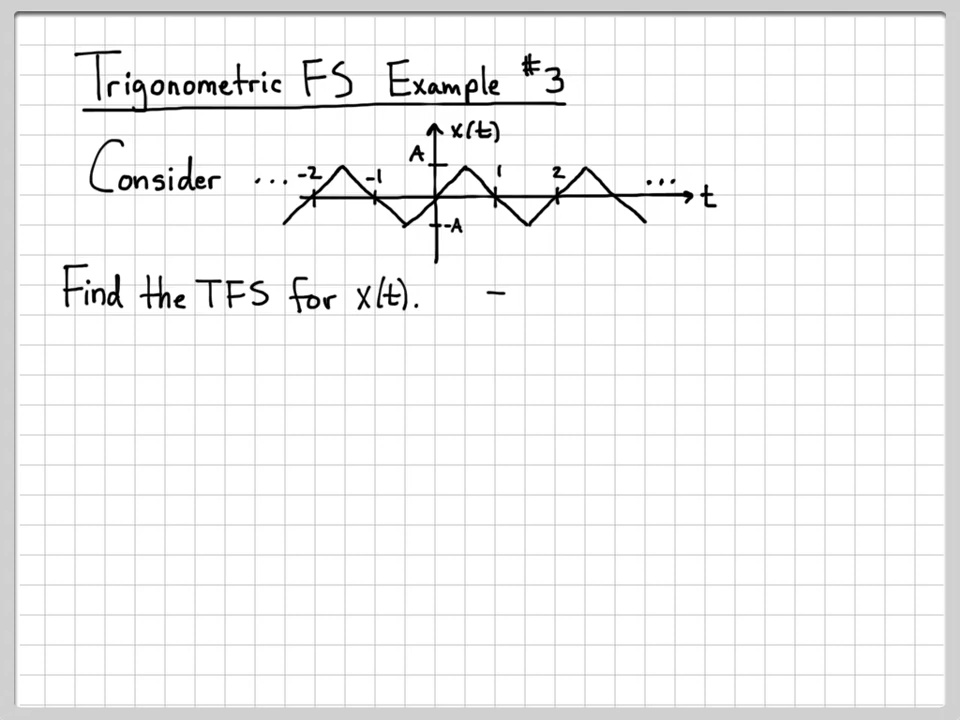 Trigonometric FS Example #3
x(t)
A
Consider ... -2 -1 1 2 ... t
-A
Find the TFS for x(t). -